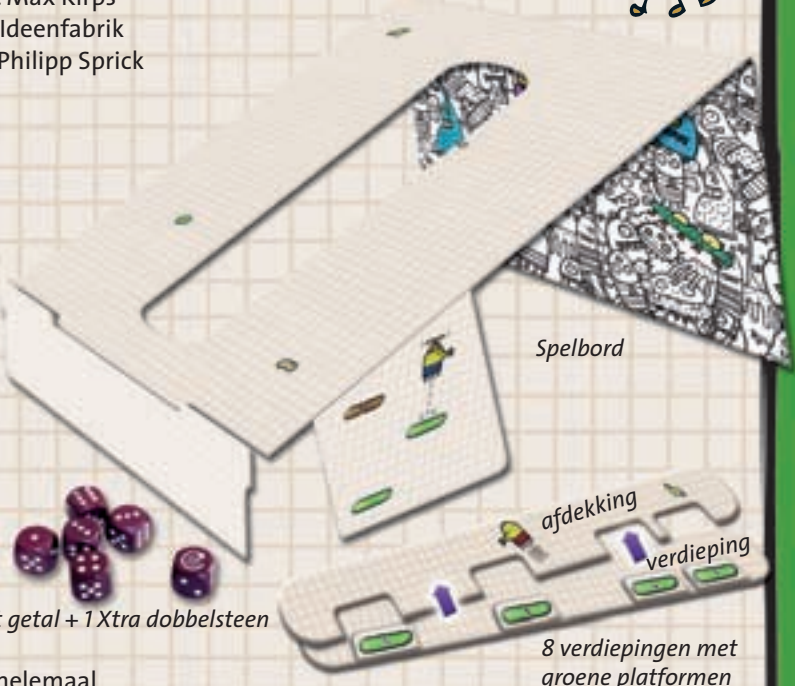 Max Kirps
Ideenfabrik
Philipp Sprick
Spelbord
afdekking
verdieping
getal + 1 Xtra dobbelsteen
8 verdiepingen met
groene platformen
helemaal